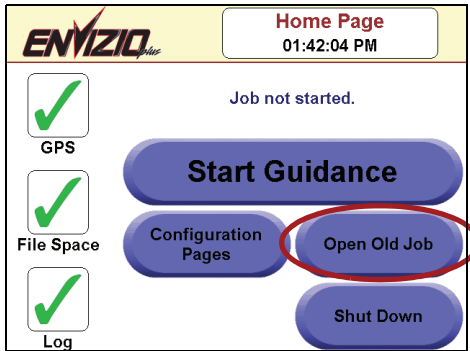 ENVIZIO plus
Home Page
01:42:04 PM
Job not started.
GPS
Start Guidance
File Space
Configuration
Pages
Open Old Job
Log
Shut Down